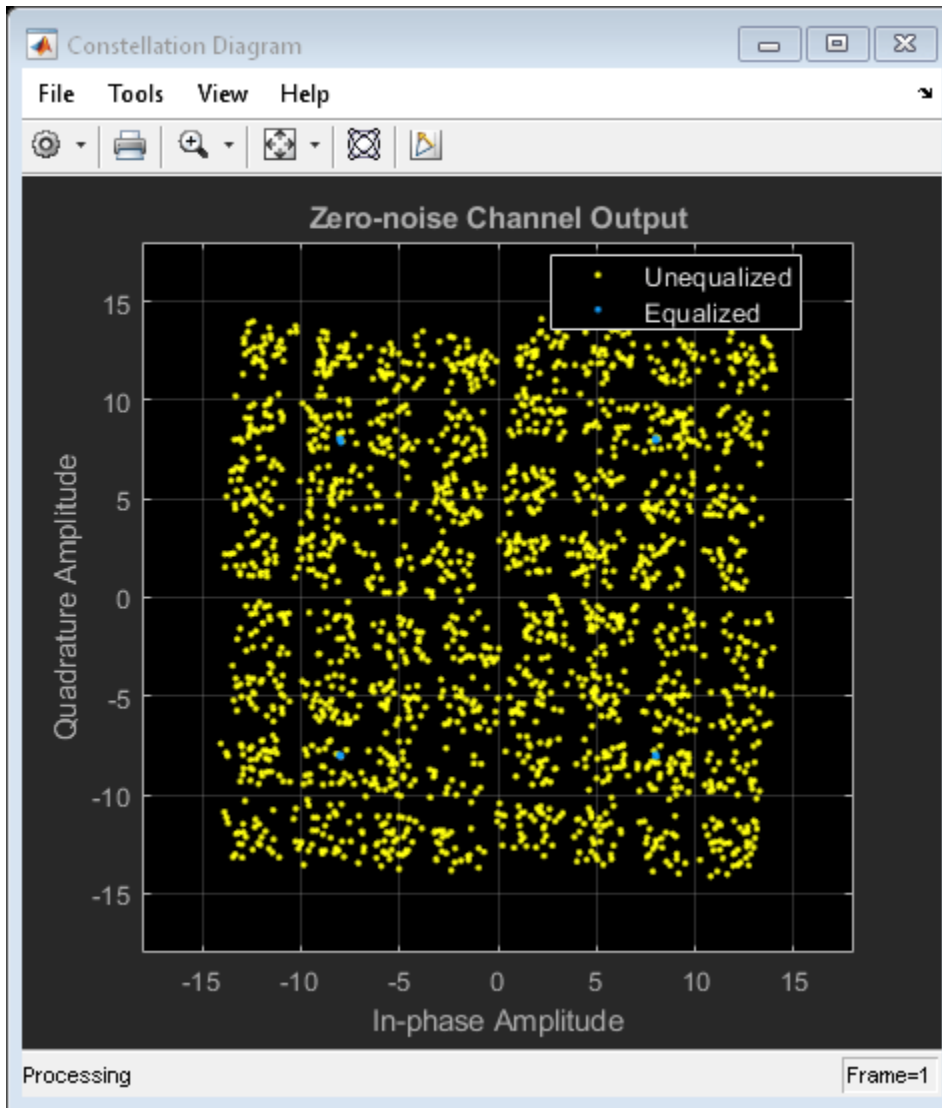 Constellation Diagram
File Tools View Help
Zero-noise Channel Output
Unequalized
Equalized
15
10
5
0
-5
-10
-15
Quadrature Amplitude
-15 -10 -5 0 5 10 15
In-phase Amplitude
Processing Frame=1